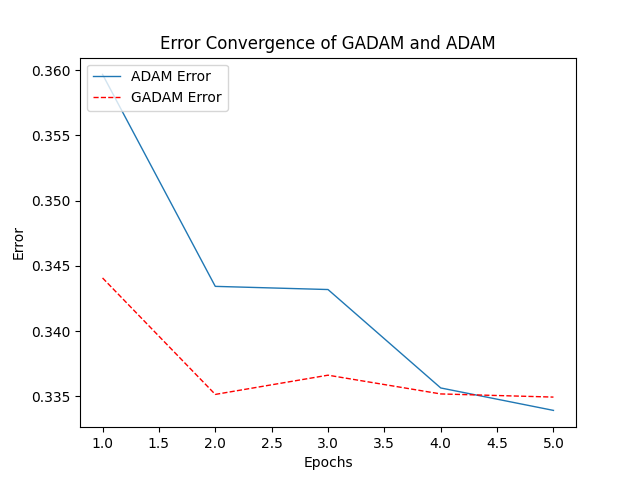 Error Convergence of GADAM and ADAM
ADAM Error
GADAM Error
0.360
0.355
0.350
0.345
0.340
0.335
Error
1.0 1.5 2.0 2.5 3.0 3.5 4.0 4.5 5.0
Epochs